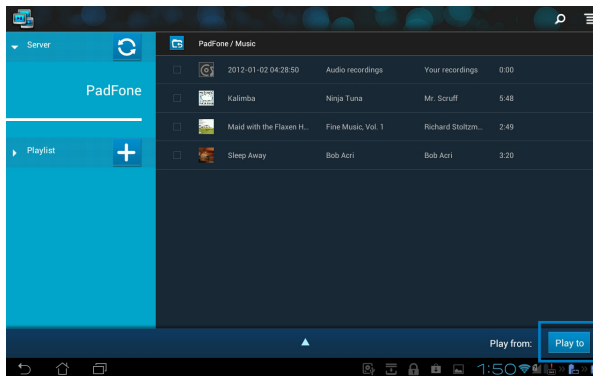 Server
PadFone
Playlist
PadFone / Music
2012-01-02 04:28:50 Audio recordings Your recordings 0:00
Kalimba Ninja Tuna Mr. Scruff 5:48
Maid with the Flaxen H... Fine Music, Vol. 1 Richard Stoltzm... 2:49
Sleep Away Bob Acri Bob Acri 3:20
Play from: Play to
1:50